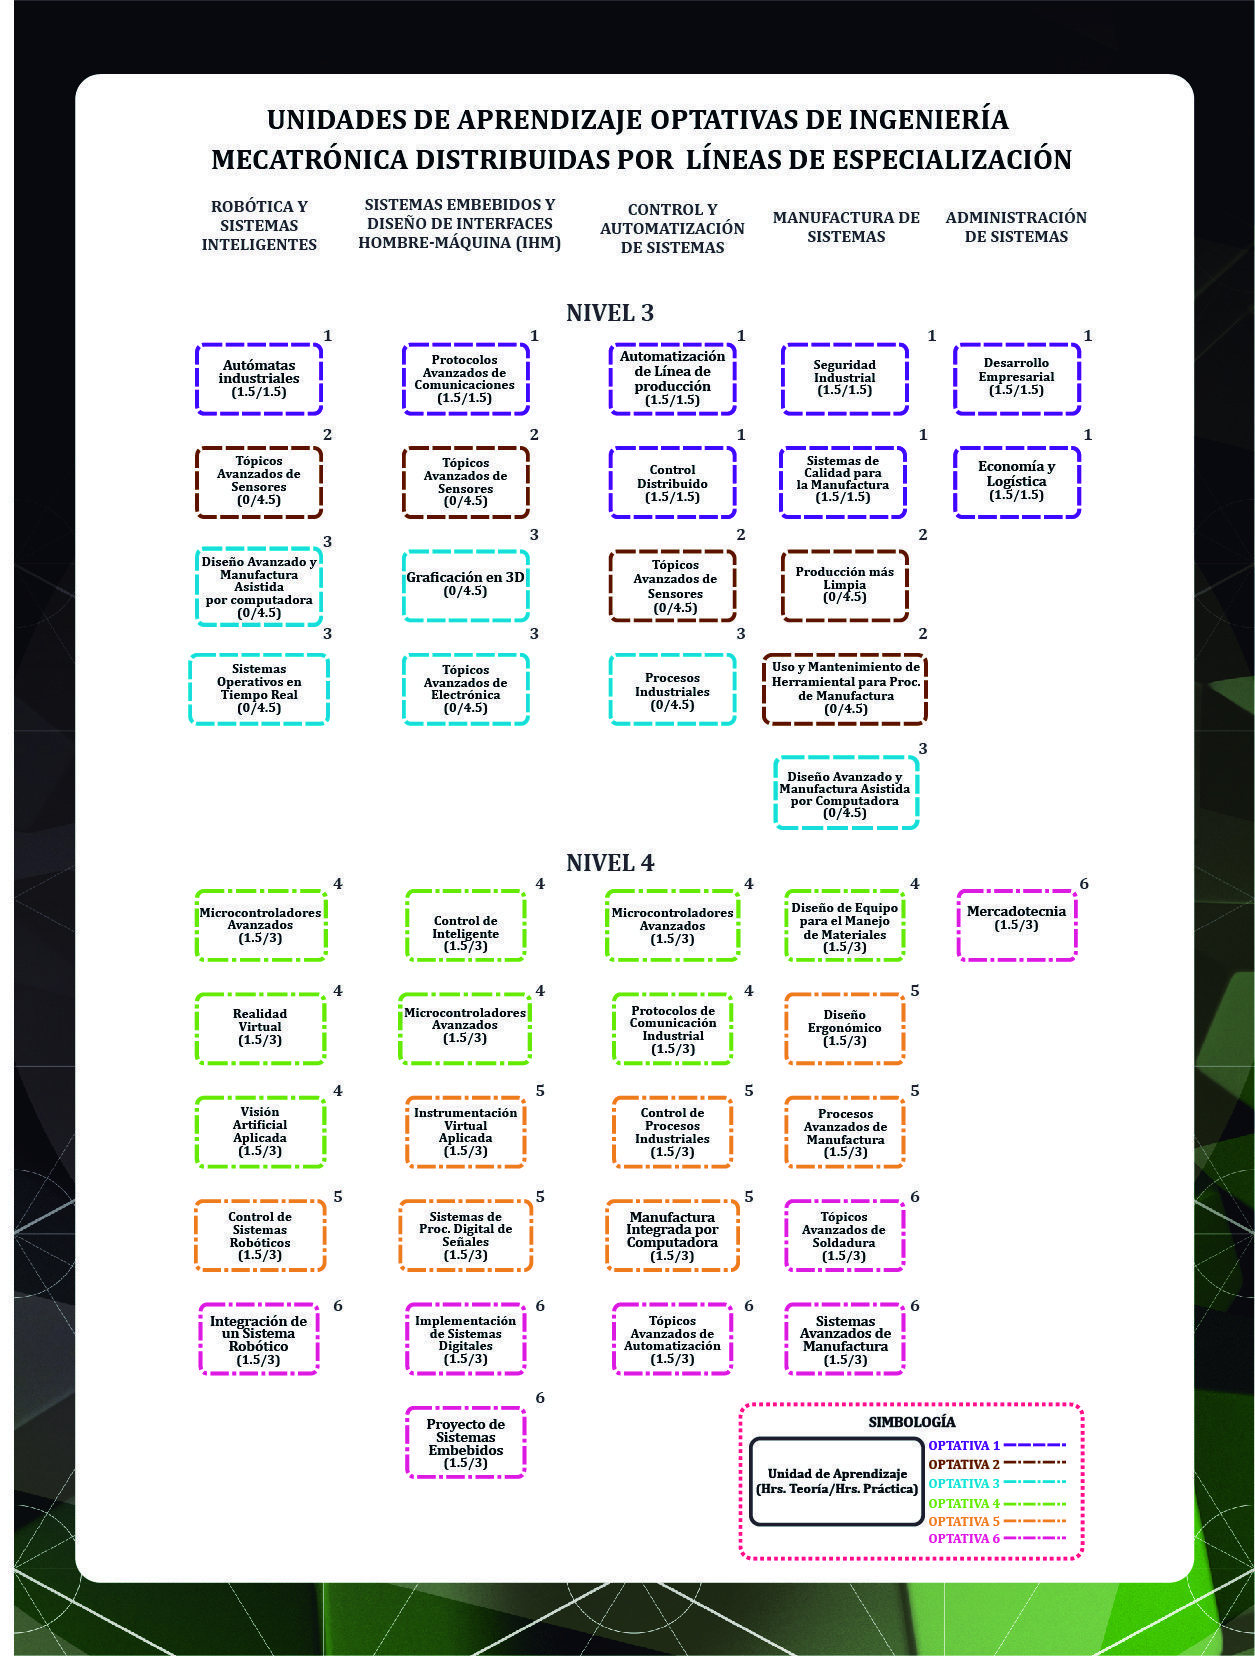 UNIDADES DE APRENDIZAJE OPTATIVAS DE INGENIERÍA
MECATRÓNICA DISTRIBUIDAS POR LÍNEAS DE ESPECIALIZACIÓN
ROBÓTICA Y
SISTEMAS
INTELIGENTES
SISTEMAS EMBEBIDOS Y
DISEÑO DE INTERFACES
HOMBRE-MÁQUINA (IHM)
CONTROL Y
AUTOMATIZACIÓN
DE SISTEMAS
MANUFACTURA DE
SISTEMAS
ADMINISTRACIÓN
DE SISTEMAS
NIVEL 3
1
Autómatas
industriales
(1.5/1.5)
1
Protocolos
Avanzados de
Comunicaciones
(1.5/1.5)
1
Automatización
de Línea de
producción
(1.5/1.5)
1
Seguridad
Industrial
(1.5/1.5)
1
Desarrollo
Empresarial
(1.5/1.5)
2
Tópicos
Avanzados de
Sensores
(0/4.5)
2
Tópicos
Avanzados de
Sensores
(0/4.5)
1
Control
Distribuido
(1.5/1.5)
1
Sistemas de
Calidad para
la Manufactura
(1.5/1.5)
1
Economía y
Logística
(1.5/1.5)
3
Diseño Avanzado y
Manufactura
Asistida
por computadora
(0/4.5)
3
Graficación en 3D
(0/4.5)
2
Tópicos
Avanzados de
Sensores
(0/4.5)
2
Producción más
Limpia
(0/4.5)
3
Sistemas
Operativos en
Tiempo Real
(0/4.5)
3
Tópicos
Avanzados de
Electrónica
(0/4.5)
3
Procesos
Industriales
(0/4.5)
2
Uso y Mantenimiento de
Herramiental para Proc.
de Manufactura
(0/4.5)
3
Diseño Avanzado y
Manufactura Asistida
por Computadora
(0/4.5)
NIVEL 4
4
Microcontroladores
Avanzados
(1.5/3)
4
Control de
Inteligente
(1.5/3)
4
Microcontroladores
Avanzados
(1.5/3)
4
Diseño de Equipo
para el Manejo
de Materiales
(1.5/3)
6
Mercadotecnia
(1.5/3)
4
Realidad
Virtual
(1.5/3)
4
Microcontroladores
Avanzados
(1.5/3)
4
Protocolos de
Comunicación
Industrial
(1.5/3)
5
Diseño
Ergonómico
(1.5/3)
4
Visión
Artificial
Aplicada
(1.5/3)
5
Instrumentación
Virtual
Aplicada
(1.5/3)
5
Control de
Procesos
Industriales
(1.5/3)
5
Procesos
Avanzados de
Manufactura
(1.5/3)
5
Control de
Sistemas
Robóticos
(1.5/3)
5
Sistemas de
Proc. Digital de
Señales
(1.5/3)
5
Manufactura
Integrada por
Computadora
(1.5/3)
6
Tópicos
Avanzados de
Soldadura
(1.5/3)
6
Integración de
un Sistema
Robótico
(1.5/3)
6
Implementación
de Sistemas
Digitales
(1.5/3)
6
Tópicos
Avanzados de
Automatización
(1.5/3)
6
Sistemas
Avanzados de
Manufactura
(1.5/3)
6
Proyecto de
Sistemas
Embebidos
(1.5/3)
SIMBOLOGÍA
Unidad de Aprendizaje
(Hrs. Teoría/Hrs. Práctica)
OPTATIVA 1
OPTATIVA 2
OPTATIVA 3
OPTATIVA 4
OPTATIVA 5
OPTATIVA 6